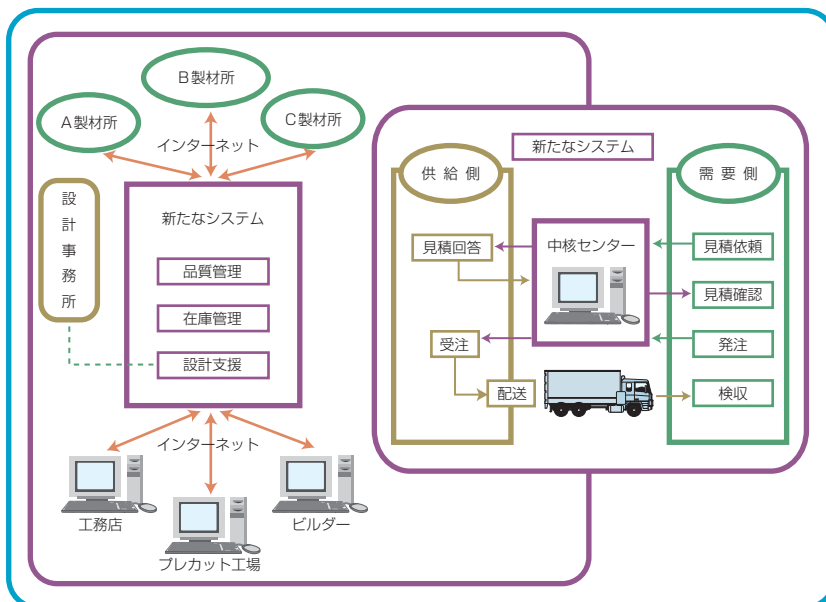 B製材所
A製材所
C製材所
インターネット
設計事務所
新たなシステム
品質管理
在庫管理
設計支援
インターネット
工務店
プレカット工場
ビルダー
新たなシステム
供給側
需要側
見積回答
中核センター
見積依頼
見積確認
受注
発注
配送
検収